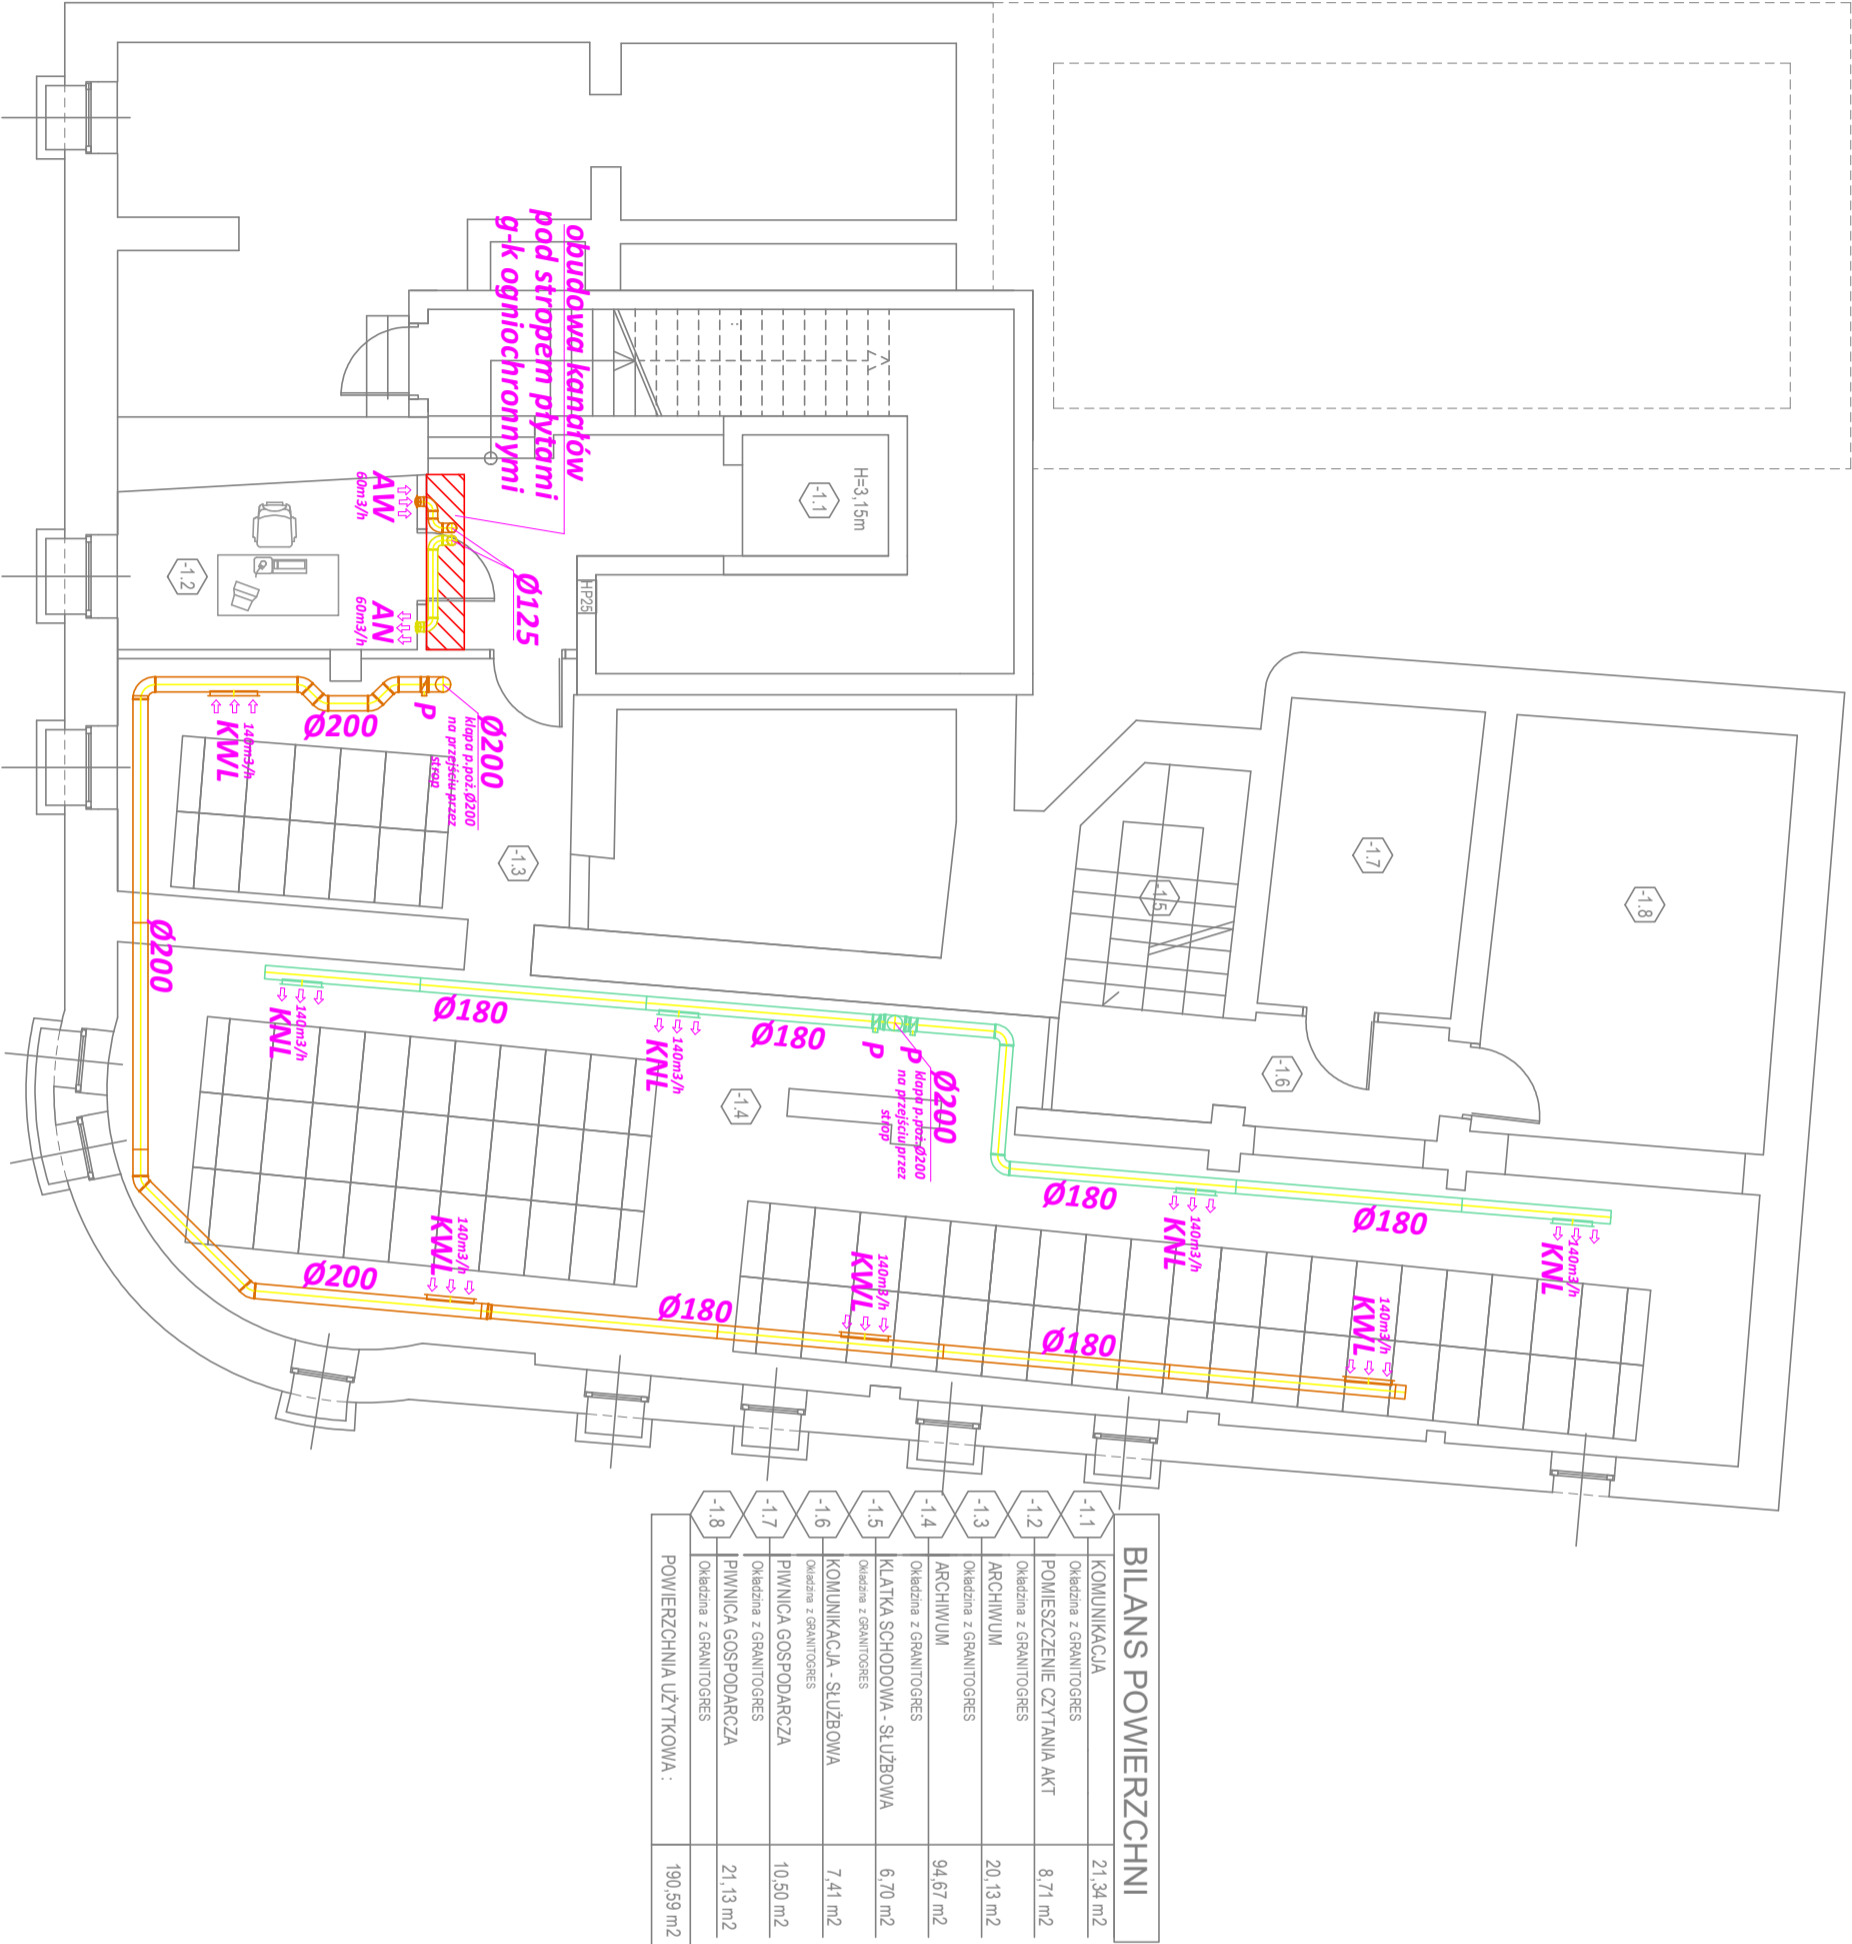 obudowa kanałów
pod stropem płytami
g-k ogniochronnymi
H=3,15m
-1.1
HP25
AW
60m3/h
-1.2
AN
60m3/h
Ø125
Ø200
klapa p.poż.Ø200
na przejściu przez
strop
P
Ø200
140m3/h
KWL
-1.3
Ø200
-1.7
-1.8
-1.5
-1.6
Ø180
140m3/h
KNL
Ø180
140m3/h
KNL
P
P
Ø200
klapa p.poż.Ø200
na przejściu przez
strop
-1.4
Ø180
140m3/h
KNL
Ø180
140m3/h
KNL
Ø200
140m3/h
KWL
Ø180
140m3/h
KWL
Ø180
140m3/h
KWL
BILANS POWIERZCHNI
-1.1 KOMUNIKACJA 21,34 m2
Okładzina z GRANITOGRES
-1.2 POMIESZCZENIE CZYTANIA AKT 8,71 m2
Okładzina z GRANITOGRES
-1.3 ARCHIWUM 20,13 m2
Okładzina z GRANITOGRES
-1.4 ARCHIWUM 94,67 m2
Okładzina z GRANITOGRES
-1.5 KLATKA SCHODOWA - SŁUŻBOWA 6,70 m2
Okładzina z GRANITOGRES
-1.6 KOMUNIKACJA - SŁUŻBOWA 7,41 m2
Okładzina z GRANITOGRES
-1.7 PIWNICA GOSPODARCZA 10,50 m2
Okładzina z GRANITOGRES
-1.8 PIWNICA GOSPODARCZA 21,13 m2
Okładzina z GRANITOGRES
POWIERZCHNIA UŻYTKOWA : 190,59 m2